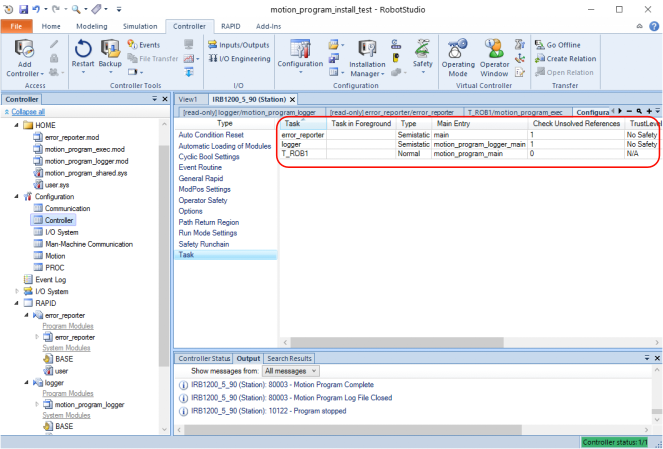 motion_program_install_test - RobotStudio
File Home Modeling Simulation Controller RAPID Add-Ins
Add Controller
Restart
Backup
Events
File Transfer
Inputs/Outputs
I/O Engineering
Configuration
Installation Manager
Safety
Operating Mode
Operator Window
Go Offline
Create Relation
Open Relation
Access Controller Tools I/O Configuration Virtual Controller Transfer
Controller
Collapse all
HOME
error_reporter.mod
motion_program_exec.mod
motion_program_logger.mod
motion_program_shared.sys
user.sys
Configuration
Communication
Controller
I/O System
Man-Machine Communication
Motion
PROC
Event Log
I/O System
RAPID
error_reporter
Program Modules
error_reporter
System Modules
BASE
user
logger
Program Modules
motion_program_logger
System Modules
BASE
View1 IRB1200_5_90 (Station)
[read-only] logger/motion_program_logger [read-only] error_reporter/error_reporter T_ROB1/motion_program_exec Configura
Type
Auto Condition Reset
Automatic Loading of Modules
Cyclic Bool Settings
Event Routine
General Rapid
ModPos Settings
Operator Safety
Options
Path Return Region
Run Mode Settings
Safety Runchain
Task
Task Task in Foreground Type Main Entry Check Unsolved References TrustLevel
error_reporter Semistatic main 1 No Safety
logger Semistatic motion_program_logger_main 1 No Safety
T_ROB1 Normal motion_program_main 0 N/A
Controller Status Output Search Results
Show messages from: All messages
IRB1200_5_90 (Station): 80003 - Motion Program Complete
IRB1200_5_90 (Station): 80003 - Motion Program Log File Closed
IRB1200_5_90 (Station): 10122 - Program stopped
Controller status: 1/1